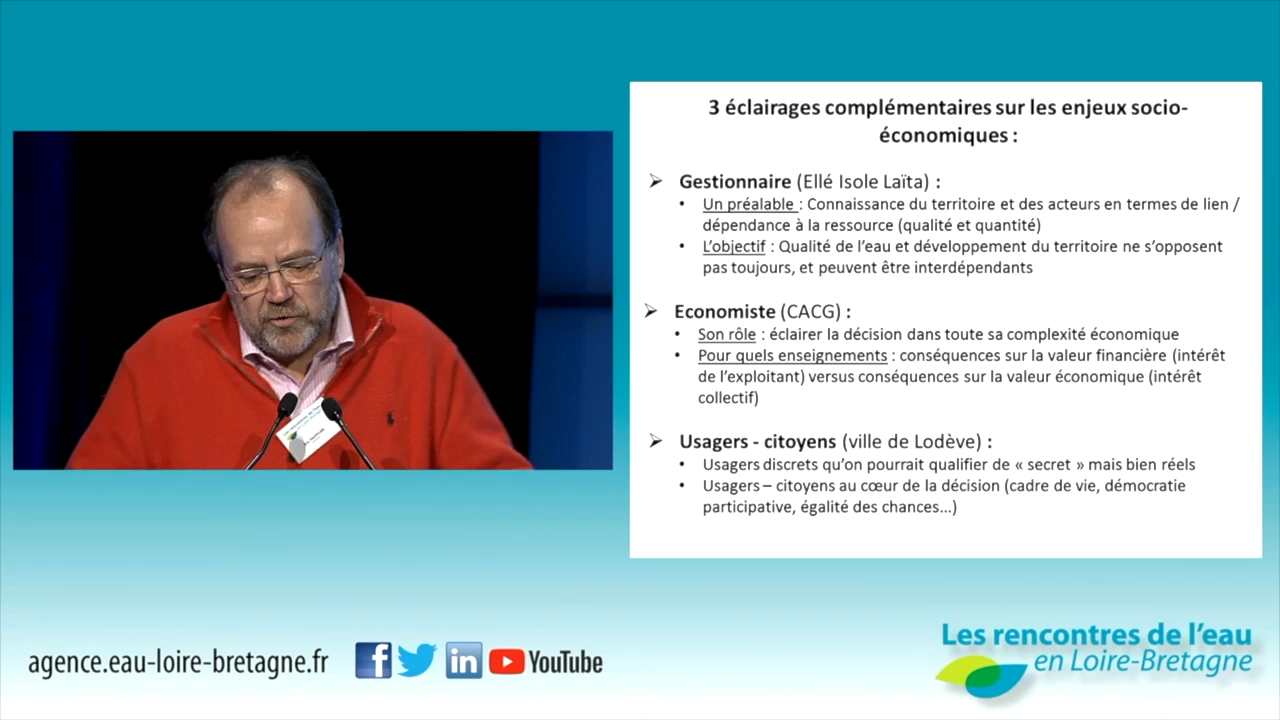 3 éclairages complémentaires sur les enjeux socio-
économiques :
➢ Gestionnaire (Ellé Isole Laïta) :
• Un préalable : Connaissance du territoire et des acteurs en termes de lien /
dépendance à la ressource (qualité et quantité)
• L’objectif : Qualité de l’eau et développement du territoire ne s’opposent
pas toujours, et peuvent être interdépendants
➢ Economiste (CACG) :
• Son rôle : éclairer la décision dans toute sa complexité économique
• Pour quels enseignements : conséquences sur la valeur financière (intérêt
de l’exploitant) versus conséquences sur la valeur économique (intérêt
collectif)
➢ Usagers - citoyens (ville de Lodève) :
• Usagers discrets qu’on pourrait qualifier de « secret » mais bien réels
• Usagers – citoyens au cœur de la décision (cadre de vie, démocratie
participative, égalité des chances...)
agence.eau-loire-bretagne.fr
YouTube
Les rencontres de l’eau
en Loire-Bretagne